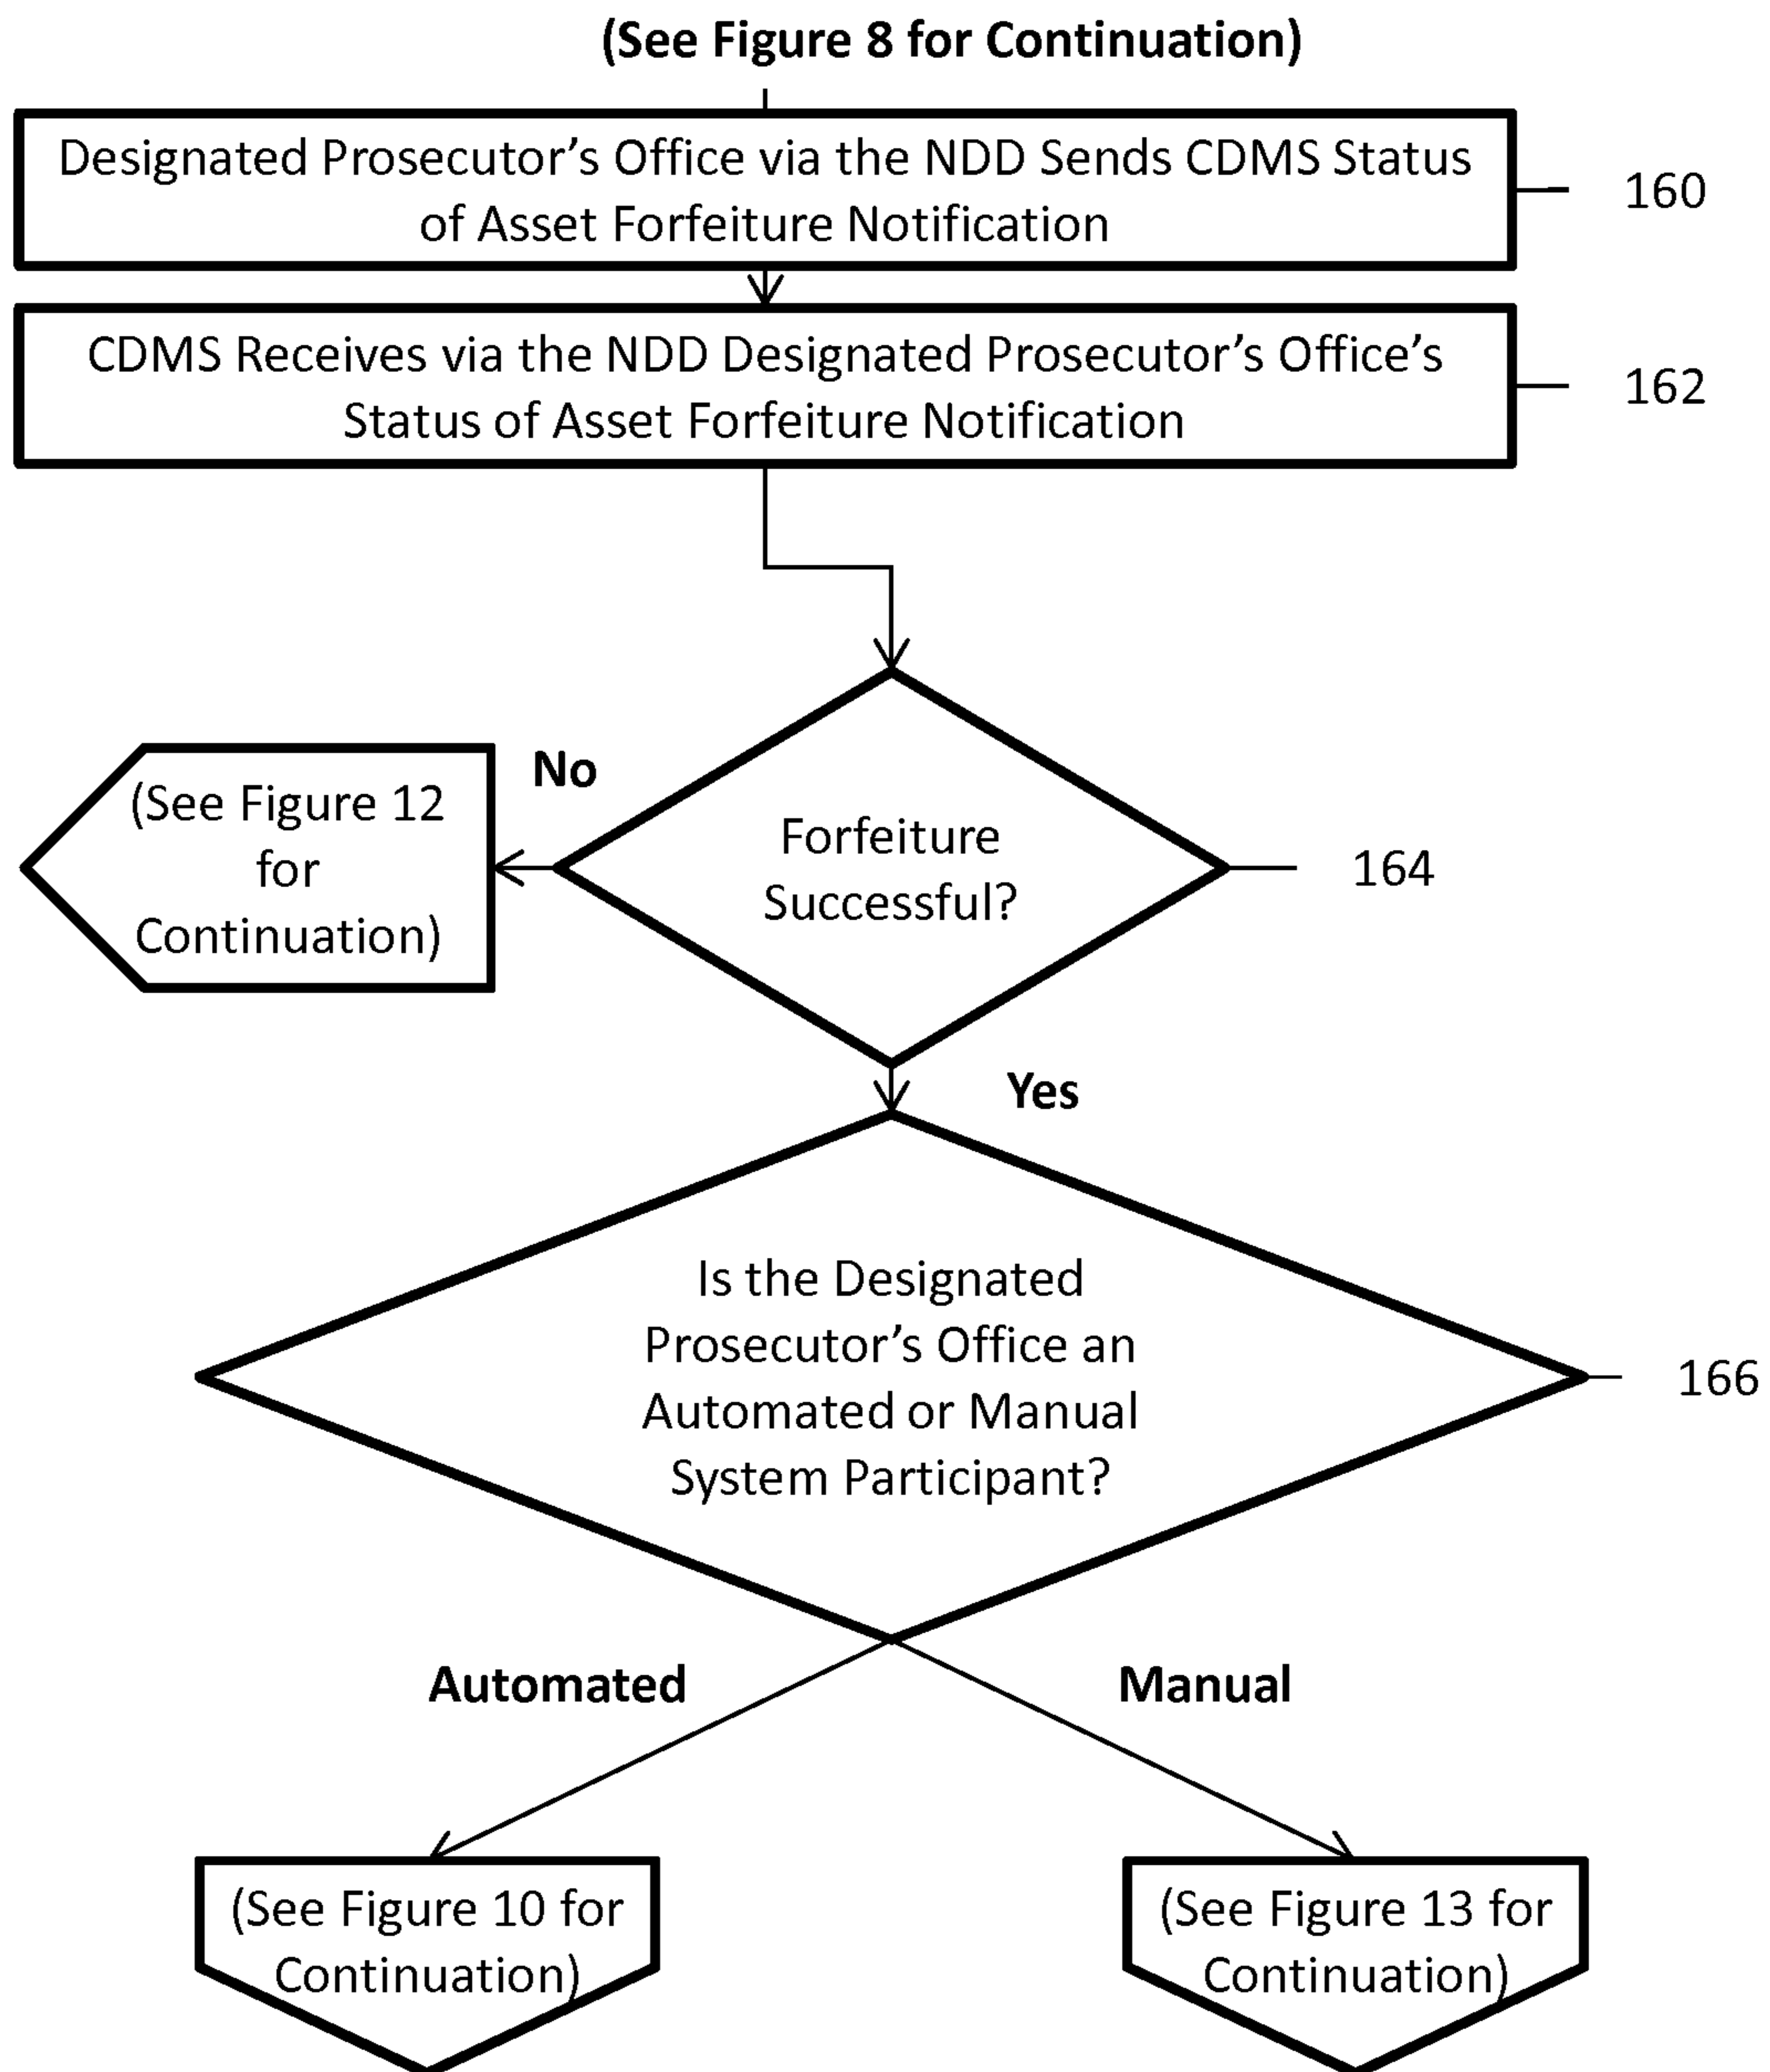 (See Figure 8 for Continuation)
Designated Prosecutor’s Office via the NDD Sends CDMS Status
of Asset Forfeiture Notification
160
CDMS Receives via the NDD Designated Prosecutor’s Office’s
Status of Asset Forfeiture Notification
162
No
(See Figure 12
for
Continuation)
Forfeiture
Successful?
164
Yes
Is the Designated
Prosecutor’s Office an
Automated or Manual
System Participant?
166
Automated
Manual
(See Figure 10 for
Continuation)
(See Figure 13 for
Continuation)